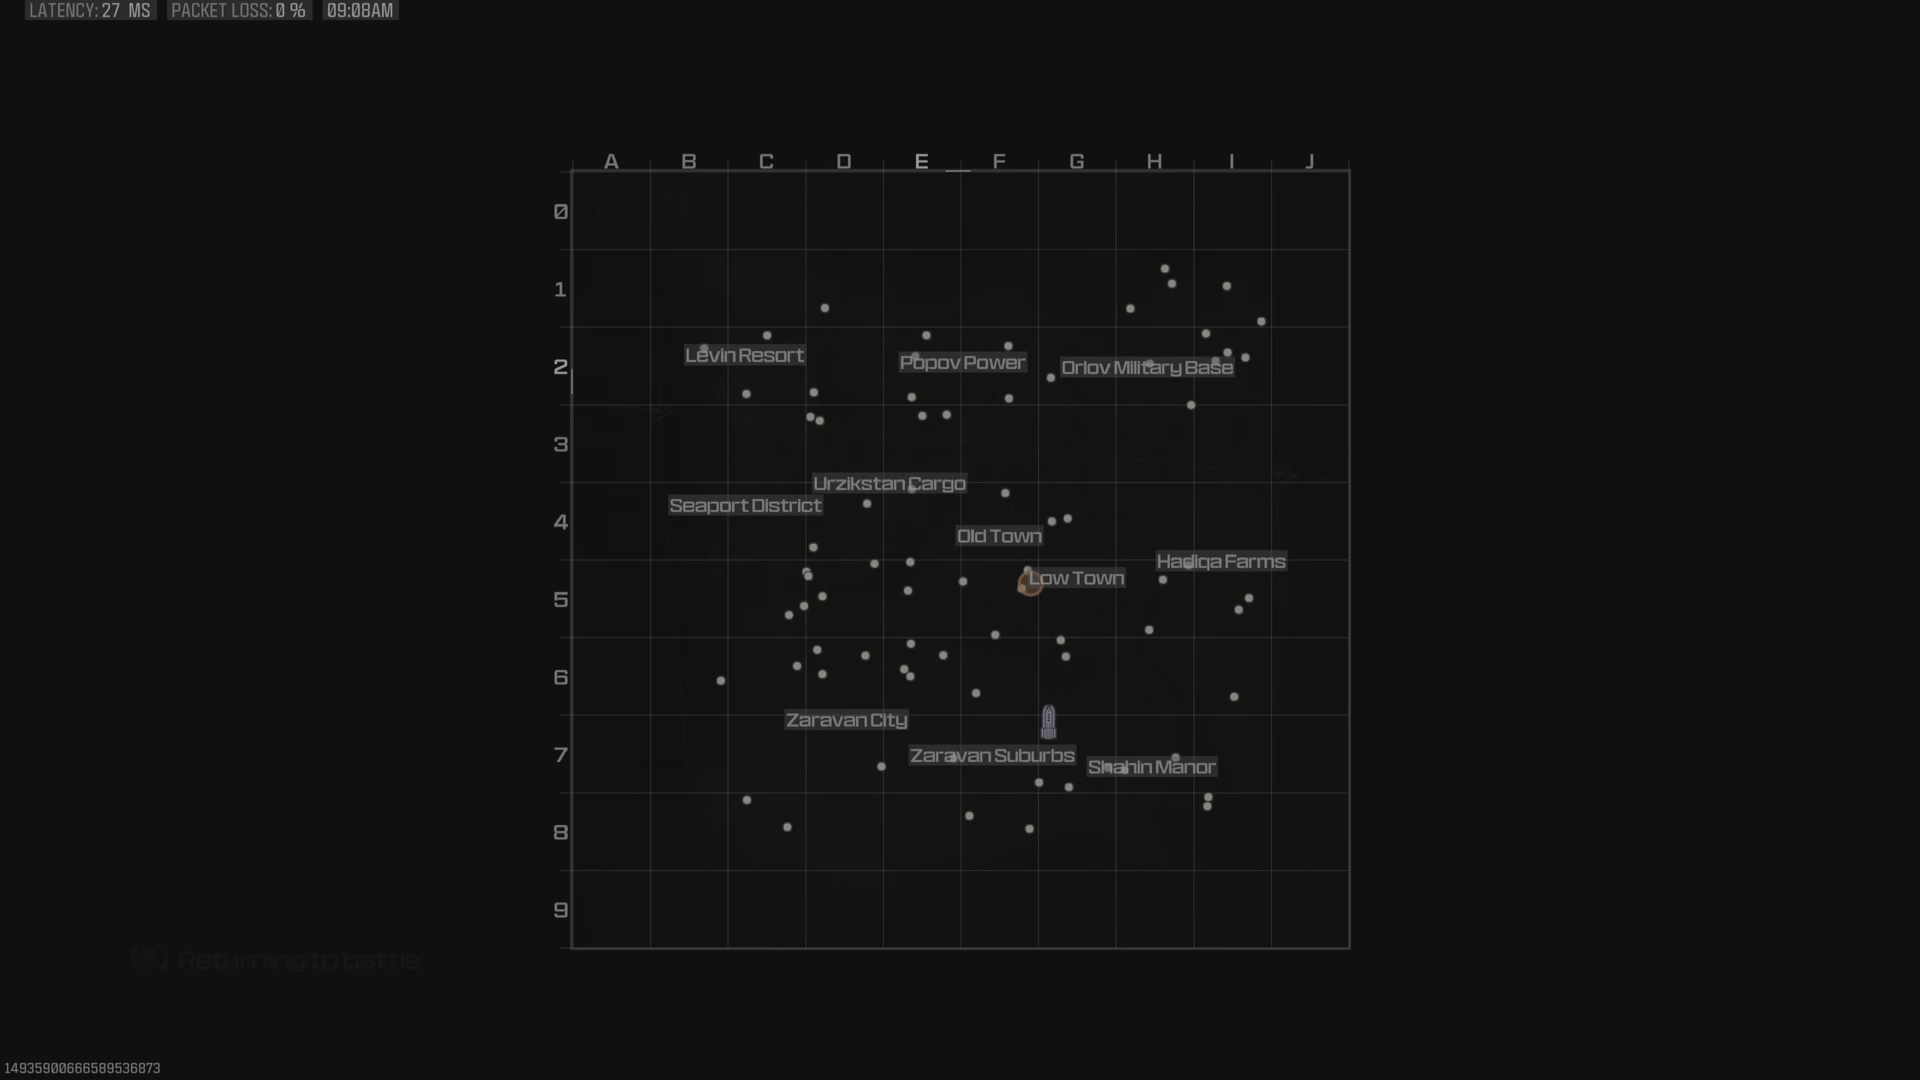 LATENCY: 27 MS PACKET LOSS: 0 % 09:08AM
A B C D E F G H I J
0
1
Levin Resort Popov Power Orlov Military Base
2
3
Urzikstan Cargo
Seaport District
4
Old Town
Hadiqa Farms
Low Town
5
6
Zaravan City
7
Zaravan Suburbs
Shahin Manor
8
9
Returning to battle
14935900666589536873